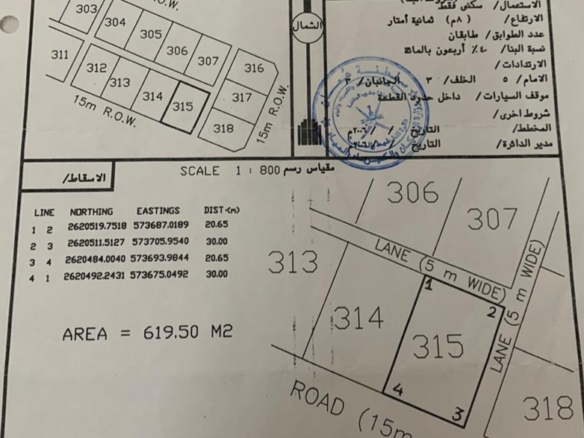 R.O.W.
303
304
305
306
307
311
312
313
314
315
316
317
318
15m R.O.W.
15m R.O.W.
الشمال
الاستعمال/ سكني فقط
الارتفاع/ (٨م) ثمانية أمتار
عدد الطوابق/ طابقان
نسبة البنا/ ٤٠٪ أربعون بالمائة
الارتدادات/
الامام/ ٥ الخلف/ ٣ الجانبان/ ٣
موقف السيارات/ داخل حدود القطعة
شروط اخرى/
المخطط/ التاريخ
مدير الدائرة/ التاريخ
الاسقاط/
SCALE 1 : 800 مقياس رسم
LINE NORTHING EASTINGS DIST-(m)
1 2 2620519.7518 573687.0189 20.65
2 3 2620511.5127 573705.9540 30.00
3 4 2620484.0040 573693.9844 20.65
4 1 2620492.2431 573675.0492 30.00
AREA = 619.50 M2
306
307
313
314
315
318
LANE (5 m WIDE)
LANE (5 m WIDE)
1
2
3
4
ROAD (15m